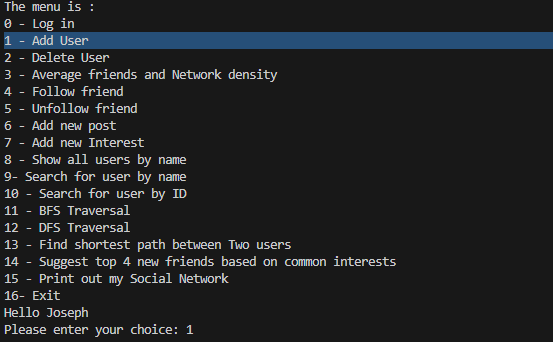 The menu is :
0 - Log in
1 - Add User
2 - Delete User
3 - Average friends and Network density
4 - Follow friend
5 - Unfollow friend
6 - Add new post
7 - Add new Interest
8 - Show all users by name
9- Search for user by name
10 - Search for user by ID
11 - BFS Traversal
12 - DFS Traversal
13 - Find shortest path between Two users
14 - Suggest top 4 new friends based on common interests
15 - Print out my Social Network
16- Exit
Hello Joseph
Please enter your choice: 1